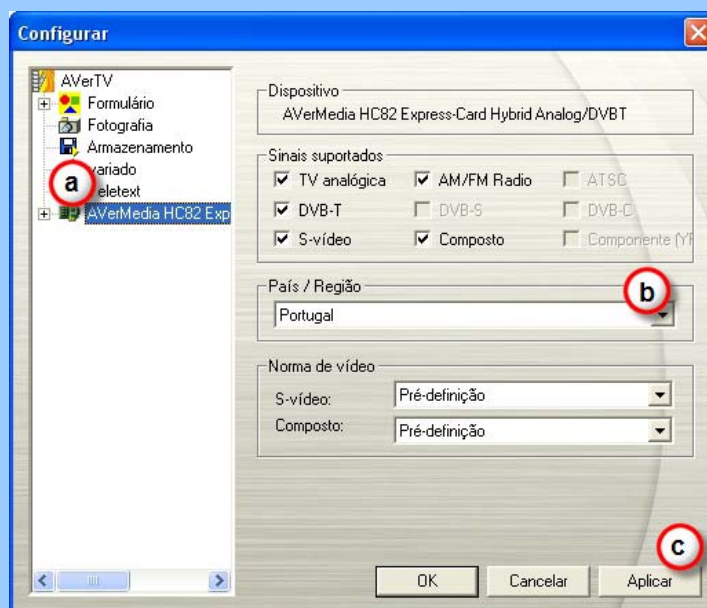 Configurar
AVerTV
Formulário
Fotografia
Armazenamento
variado
eletext
AVerMedia HC82 Exp
a
Dispositivo
AVerMedia HC82 Express-Card Hybrid Analog/DVBT
Sinais suportados
TV analógica AM/FM Radio ATSC
DVB-T DVB-S DVB-C
S-vídeo Composto Componente (YP
País / Região
b
Portugal
Norma de vídeo
S-vídeo: Pré-definição
Composto: Pré-definição
c
OK Cancelar Aplicar